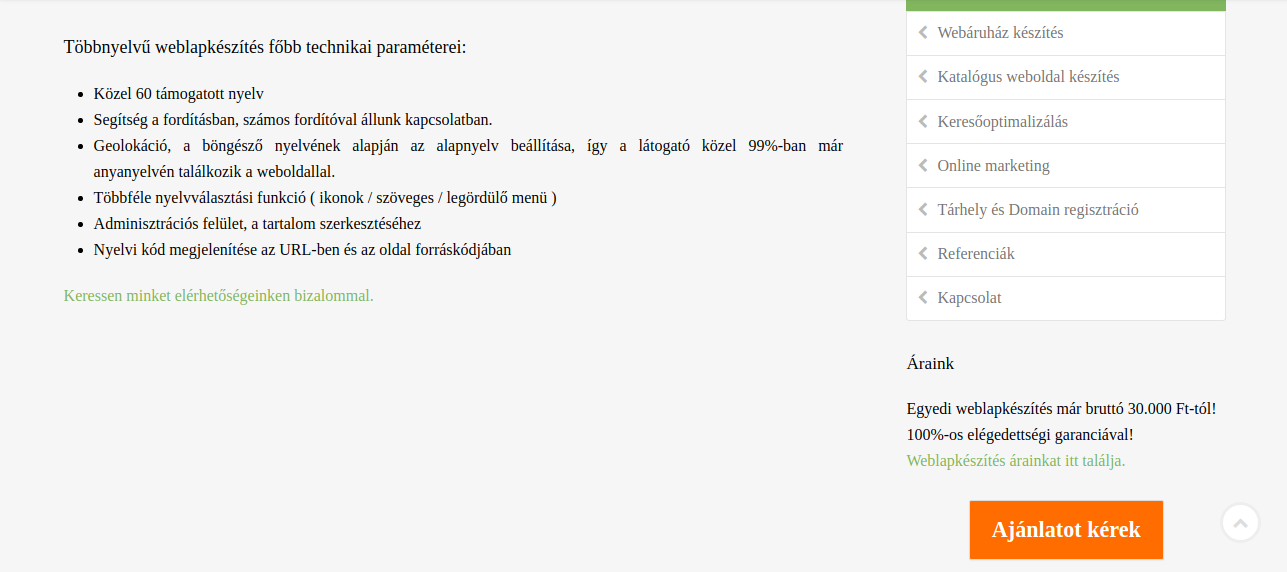 Többnyelvű weblapkészítés főbb technikai paraméterei:
Közel 60 támogatott nyelv
Segítség a fordításban, számos fordítóval állunk kapcsolatban.
Geolokáció, a böngésző nyelvének alapján az alapnyelv beállítása, így a látogató közel 99%-ban már
anyanyelvén találkozik a weboldallal.
Többféle nyelvválasztási funkció ( ikonok / szöveges / legördülő menü )
Adminisztrációs felület, a tartalom szerkesztéséhez
Nyelvi kód megjelenítése az URL-ben és az oldal forráskódjában
Keressen minket elérhetőségeinken bizalommal.
Webáruház készítés
Katalógus weboldal készítés
Keresőoptimalizálás
Online marketing
Tárhely és Domain regisztráció
Referenciák
Kapcsolat
Áraink
Egyedi weblapkészítés már bruttó 30.000 Ft-tól!
100%-os elégedettségi garanciával!
Weblapkészítés árainkat itt találja.
Ajánlatot kérek